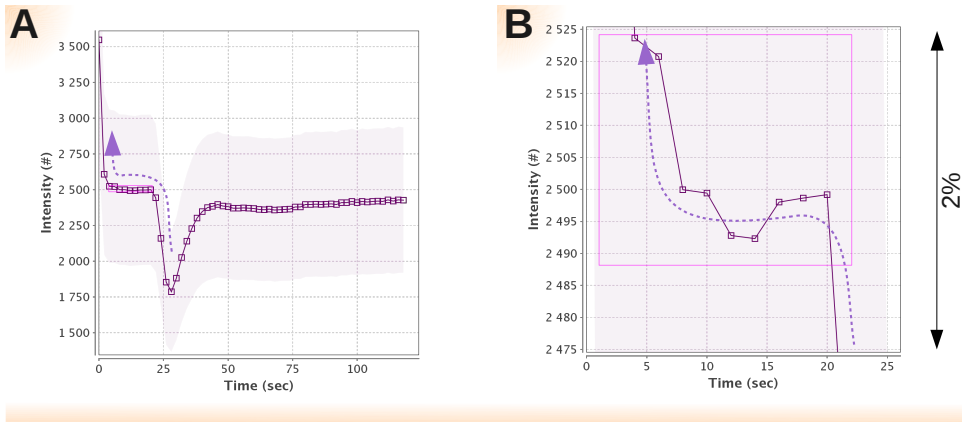 A
3 500
3 250
3 000
2 750
2 500
2 250
2 000
1 750
1 500
Intensity (#)
0 25 50 75 100
Time (sec)
B
2 525
2 520
2 515
2 510
2 505
2 500
2 495
2 490
2 485
2 480
2 475
Intensity (#)
0 5 10 15 20 25
Time (sec)
2%